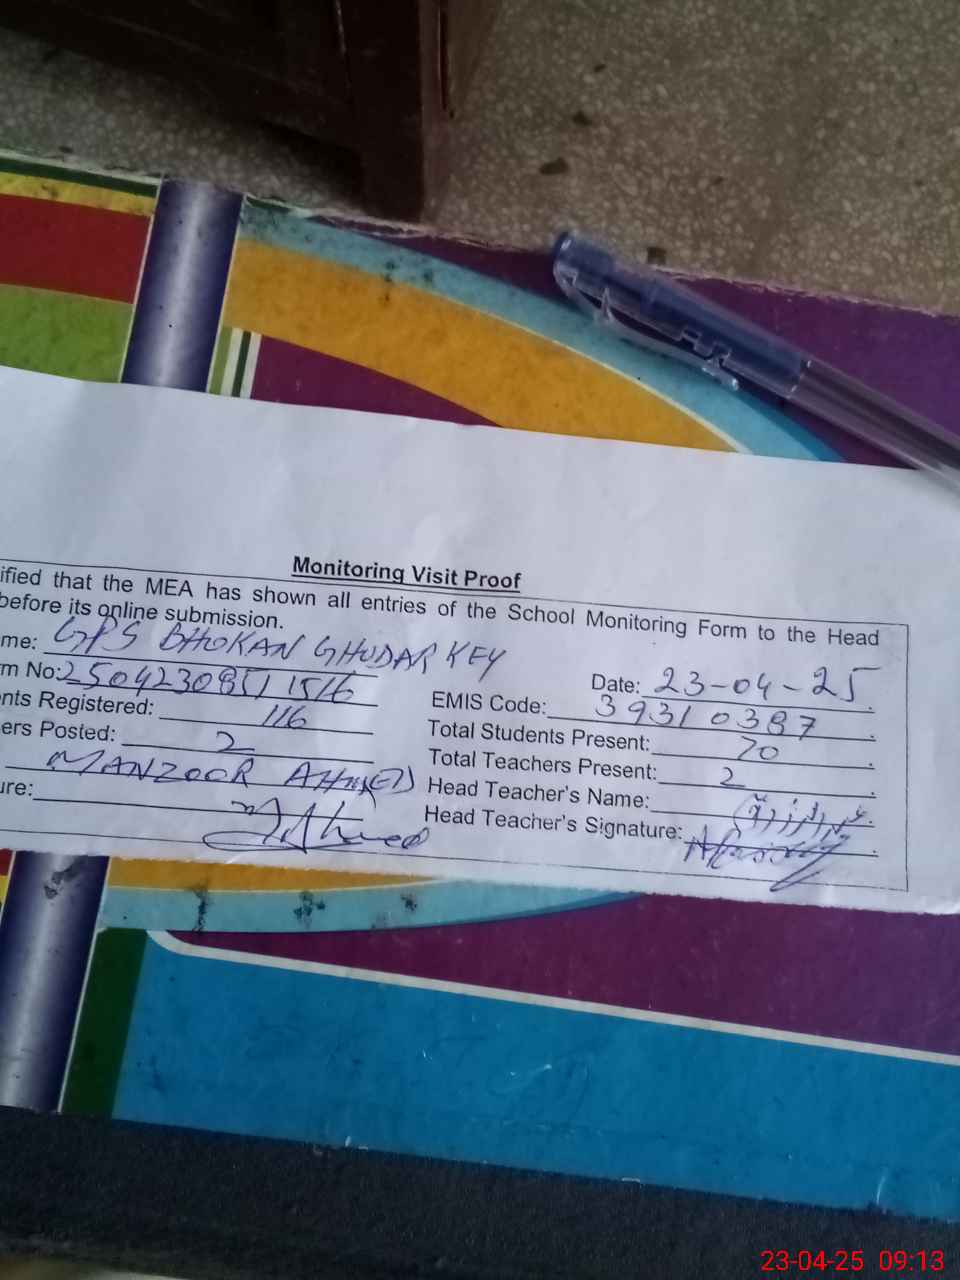 Monitoring Visit Proof
ified that the MEA has shown all entries of the School Monitoring Form to the Head
before its online submission.
me: GPS BHOKAN GHUDAR KEY
Date: 23-04-25.
m No: 2504230851 1516
EMIS Code: 39310387.
nts Registered: 116
Total Students Present: 70.
ers Posted: 2
Total Teachers Present: 2.
MANZOOR AHMED
Head Teacher's Name:
ure: Ahmed
Head Teacher's Signature:
23-04-25 09:13